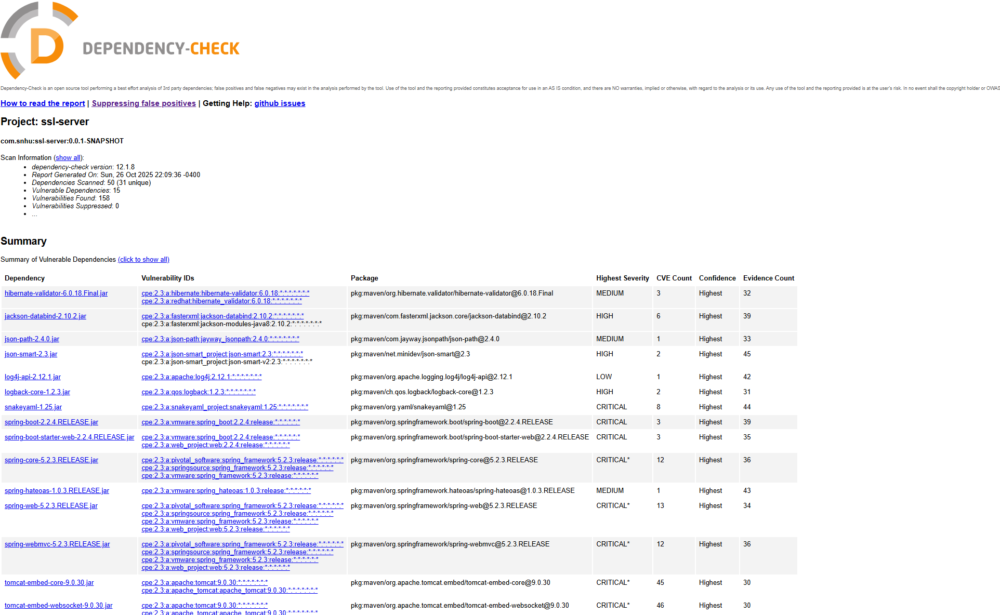 D DEPENDENCY-CHECK
Dependency-Check is an open source tool performing a best effort analysis of 3rd party dependencies; false positives and false negatives may exist in the analysis performed by the tool. Use of the tool and the reporting provided constitutes acceptance for use in an AS IS condition, and there are NO warranties, implied or otherwise, with regard to the analysis or its use. Any use of the tool and the reporting provided is at the user's risk. In no event shall the copyright holder or OWAS
How to read the report | Suppressing false positives | Getting Help: github issues
Project: ssl-server
com.snhu:ssl-server:0.0.1-SNAPSHOT
Scan Information (show all):
• dependency-check version: 12.1.8
• Report Generated On: Sun, 26 Oct 2025 22:09:36 -0400
• Dependencies Scanned: 50 (31 unique)
• Vulnerable Dependencies: 15
• Vulnerabilities Found: 158
• Vulnerabilities Suppressed: 0
• ...
Summary
Summary of Vulnerable Dependencies (click to show all)
Dependency Vulnerability IDs Package Highest Severity CVE Count Confidence Evidence Count
hibernate-validator-6.0.18.Final.jar cpe:2.3:a:hibernate:hibernate-validator:6.0.18:*:*:*:*:*:*:* pkg:maven/org.hibernate.validator/hibernate-validator@6.0.18.Final MEDIUM 3 Highest 32
cpe:2.3:a:redhat:hibernate_validator:6.0.18:*:*:*:*:*:*:*
jackson-databind-2.10.2.jar cpe:2.3:a:fasterxml:jackson-databind:2.10.2:*:*:*:*:*:*:* pkg:maven/com.fasterxml.jackson.core/jackson-databind@2.10.2 HIGH 6 Highest 39
cpe:2.3:a:fasterxml:jackson-modules-java8:2.10.2:*:*:*:*:*:*:*
json-path-2.4.0.jar cpe:2.3:a:json-path:jayway_jsonpath:2.4.0:*:*:*:*:*:*:* pkg:maven/com.jayway.jsonpath/json-path@2.4.0 MEDIUM 1 Highest 33
json-smart-2.3.jar cpe:2.3:a:json-smart_project:json-smart:2.3:*:*:*:*:*:*:* pkg:maven/net.minidev/json-smart@2.3 HIGH 2 Highest 45
cpe:2.3:a:json-smart_project:json-smart-v2:2.3:*:*:*:*:*:*:*
log4j-api-2.12.1.jar cpe:2.3:a:apache:log4j:2.12.1:*:*:*:*:*:*:* pkg:maven/org.apache.logging.log4j/log4j-api@2.12.1 LOW 1 Highest 42
logback-core-1.2.3.jar cpe:2.3:a:qos:logback:1.2.3:*:*:*:*:*:*:* pkg:maven/ch.qos.logback/logback-core@1.2.3 HIGH 2 Highest 31
snakeyaml-1.25.jar cpe:2.3:a:snakeyaml_project:snakeyaml:1.25:*:*:*:*:*:*:* pkg:maven/org.yaml/snakeyaml@1.25 CRITICAL 8 Highest 44
spring-boot-2.2.4.RELEASE.jar cpe:2.3:a:vmware:spring_boot:2.2.4:release:*:*:*:*:*:* pkg:maven/org.springframework.boot/spring-boot@2.2.4.RELEASE CRITICAL 3 Highest 39
spring-boot-starter-web-2.2.4.RELEASE.jar cpe:2.3:a:vmware:spring_boot:2.2.4:release:*:*:*:*:*:* pkg:maven/org.springframework.boot/spring-boot-starter-web@2.2.4.RELEASE CRITICAL 3 Highest 35
cpe:2.3:a:web_project:web:2.2.4:release:*:*:*:*:*:*
spring-core-5.2.3.RELEASE.jar cpe:2.3:a:pivotal_software:spring_framework:5.2.3:release:*:*:*:*:*:* pkg:maven/org.springframework/spring-core@5.2.3.RELEASE CRITICAL* 12 Highest 36
cpe:2.3:a:springsource:spring_framework:5.2.3:release:*:*:*:*:*:*
cpe:2.3:a:vmware:spring_framework:5.2.3:release:*:*:*:*:*:*
spring-hateoas-1.0.3.RELEASE.jar cpe:2.3:a:vmware:spring_hateoas:1.0.3:release:*:*:*:*:*:* pkg:maven/org.springframework.hateoas/spring-hateoas@1.0.3.RELEASE MEDIUM 1 Highest 43
spring-web-5.2.3.RELEASE.jar cpe:2.3:a:pivotal_software:spring_framework:5.2.3:release:*:*:*:*:*:* pkg:maven/org.springframework/spring-web@5.2.3.RELEASE CRITICAL* 13 Highest 34
cpe:2.3:a:springsource:spring_framework:5.2.3:release:*:*:*:*:*:*
cpe:2.3:a:vmware:spring_framework:5.2.3:release:*:*:*:*:*:*
cpe:2.3:a:web_project:web:5.2.3:release:*:*:*:*:*:*
spring-webmvc-5.2.3.RELEASE.jar cpe:2.3:a:pivotal_software:spring_framework:5.2.3:release:*:*:*:*:*:* pkg:maven/org.springframework/spring-webmvc@5.2.3.RELEASE CRITICAL* 12 Highest 36
cpe:2.3:a:springsource:spring_framework:5.2.3:release:*:*:*:*:*:*
cpe:2.3:a:vmware:spring_framework:5.2.3:release:*:*:*:*:*:*
cpe:2.3:a:web_project:web:5.2.3:release:*:*:*:*:*:*
tomcat-embed-core-9.0.30.jar cpe:2.3:a:apache:tomcat:9.0.30:*:*:*:*:*:*:* pkg:maven/org.apache.tomcat.embed/tomcat-embed-core@9.0.30 CRITICAL* 45 Highest 30
cpe:2.3:a:apache_tomcat:apache_tomcat:9.0.30:*:*:*:*:*:*:*
tomcat-embed-websocket-9.0.30.jar cpe:2.3:a:apache:tomcat:9.0.30:*:*:*:*:*:*:* pkg:maven/org.apache.tomcat.embed/tomcat-embed-websocket@9.0.30 CRITICAL* 46 Highest 30
cpe:2.3:a:apache_tomcat:apache_tomcat:9.0.30:*:*:*:*:*:*:*